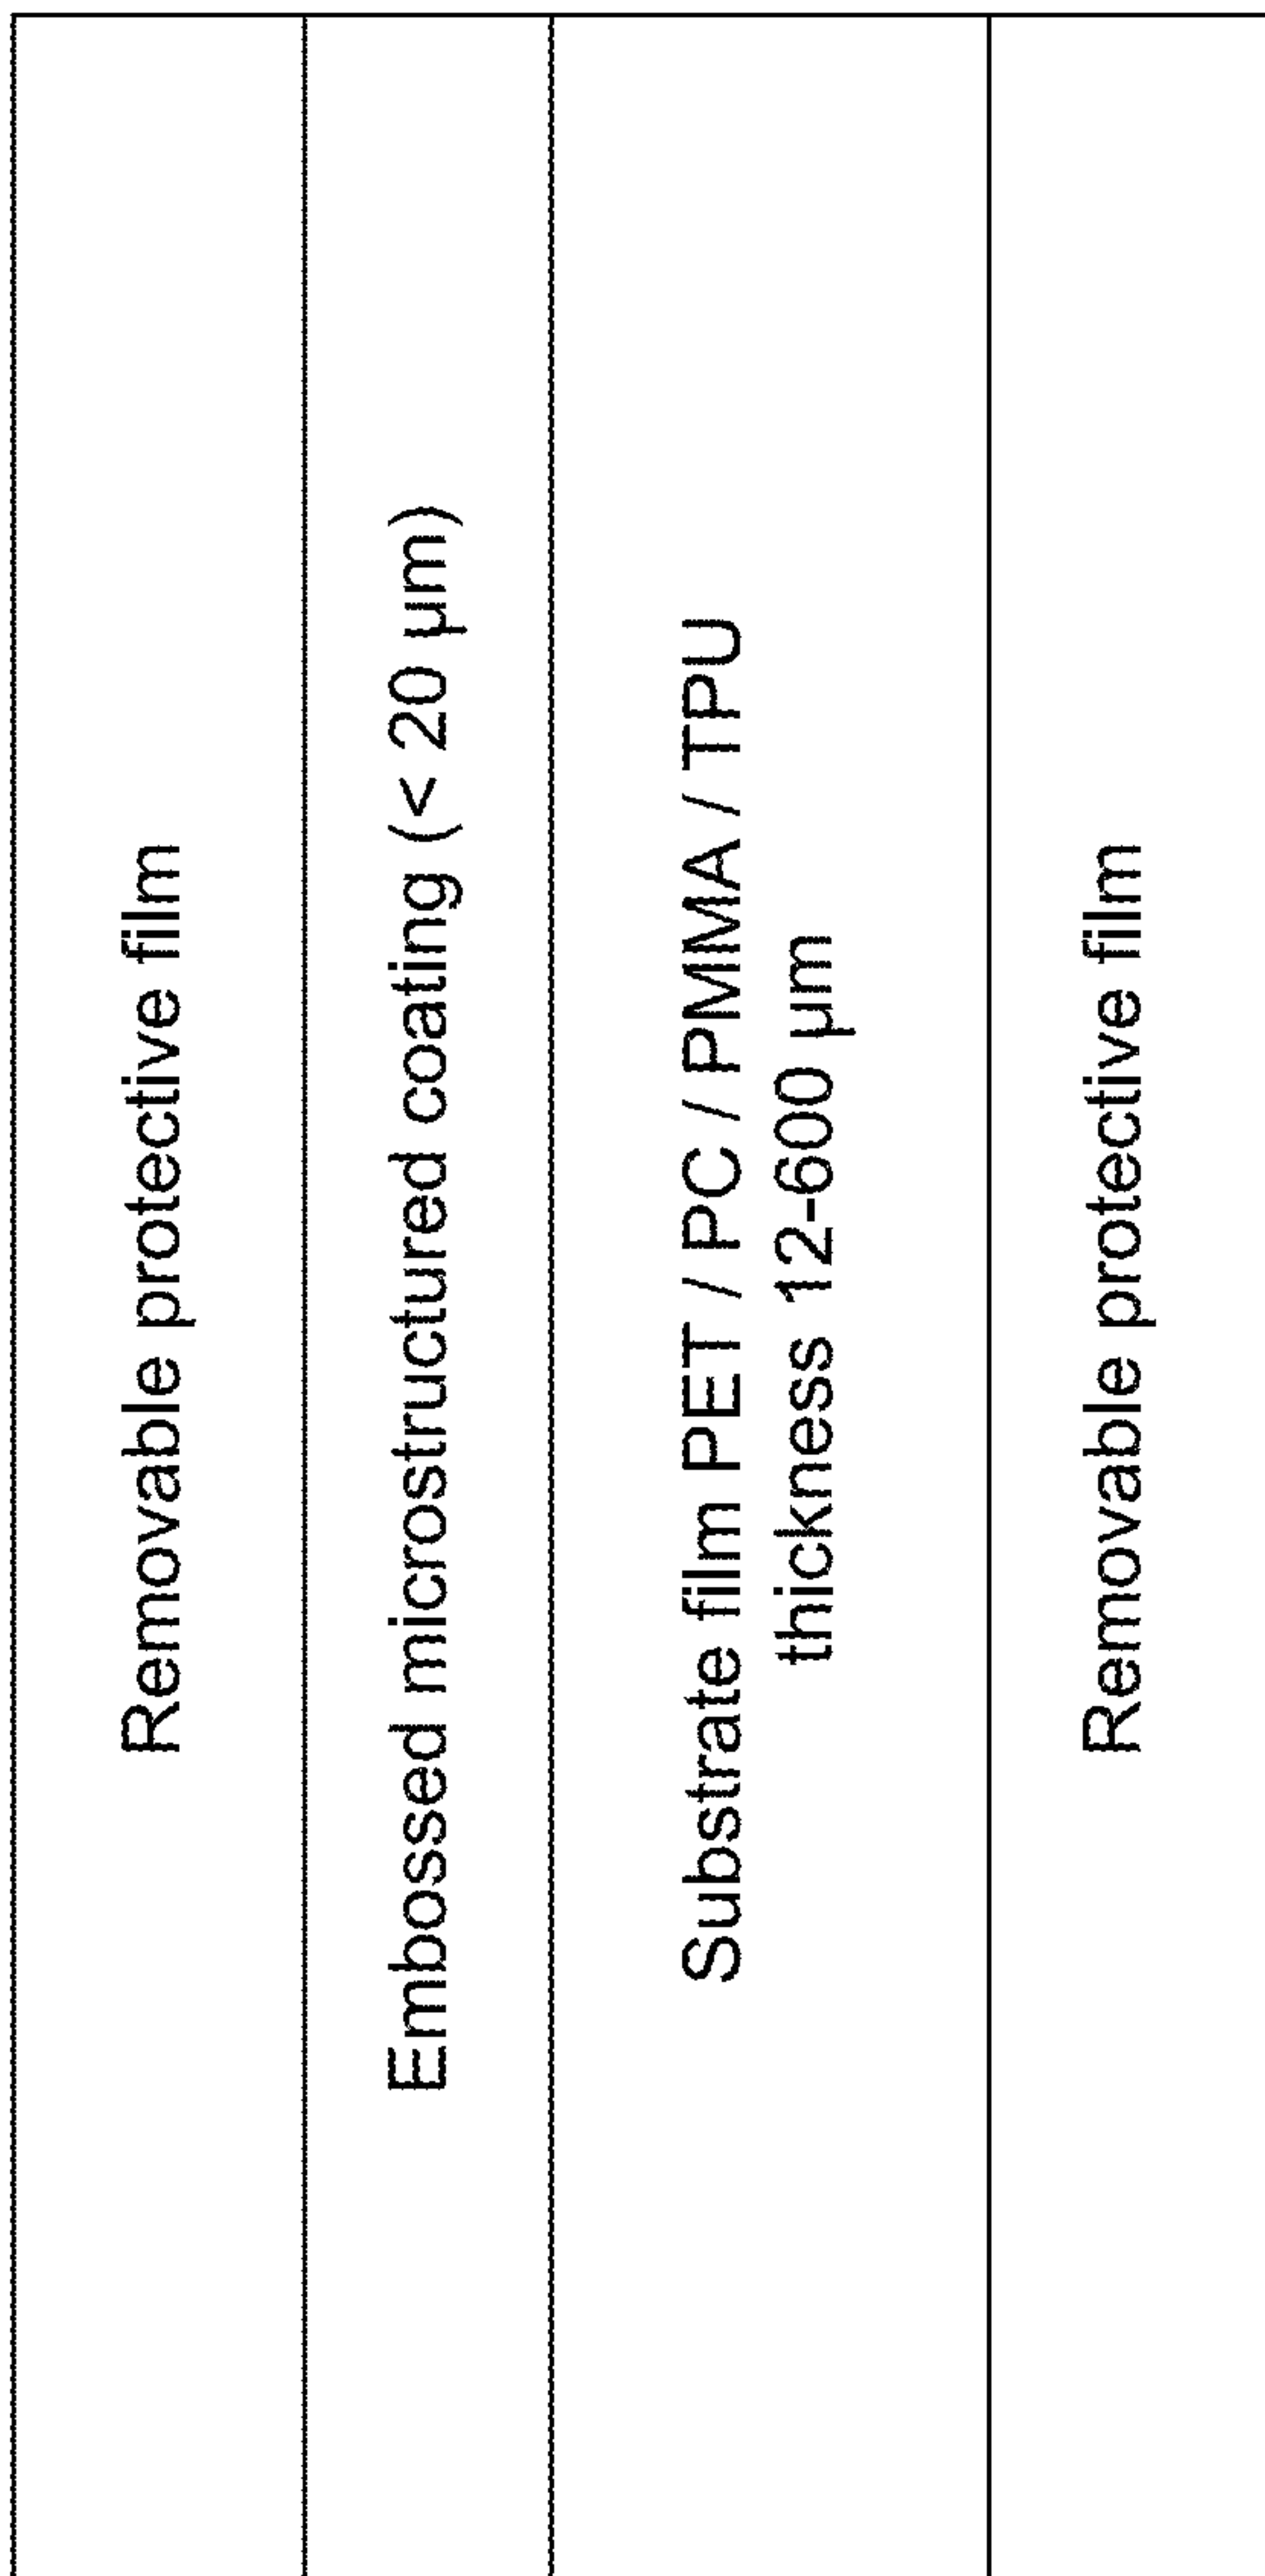 Removable protective film
Embossed microstructured coating (< 20 µm)
Substrate film PET / PC / PMMA / TPU
thickness 12-600 µm
Removable protective film